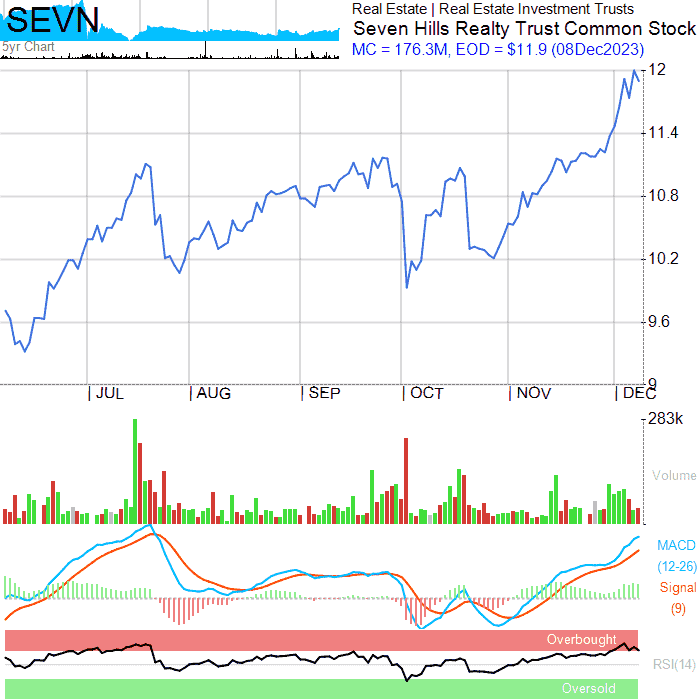 SEVN
5yr Chart
Real Estate | Real Estate Investment Trusts
Seven Hills Realty Trust Common Stock
MC = 176.3M, EOD = $11.9 (08Dec2023)
12
11.4
10.8
10.2
9.6
9
JUL AUG SEP OCT NOV DEC
283k
Volume
MACD
(12-26)
Signal
(9)
Overbought
RSI(14)
Oversold